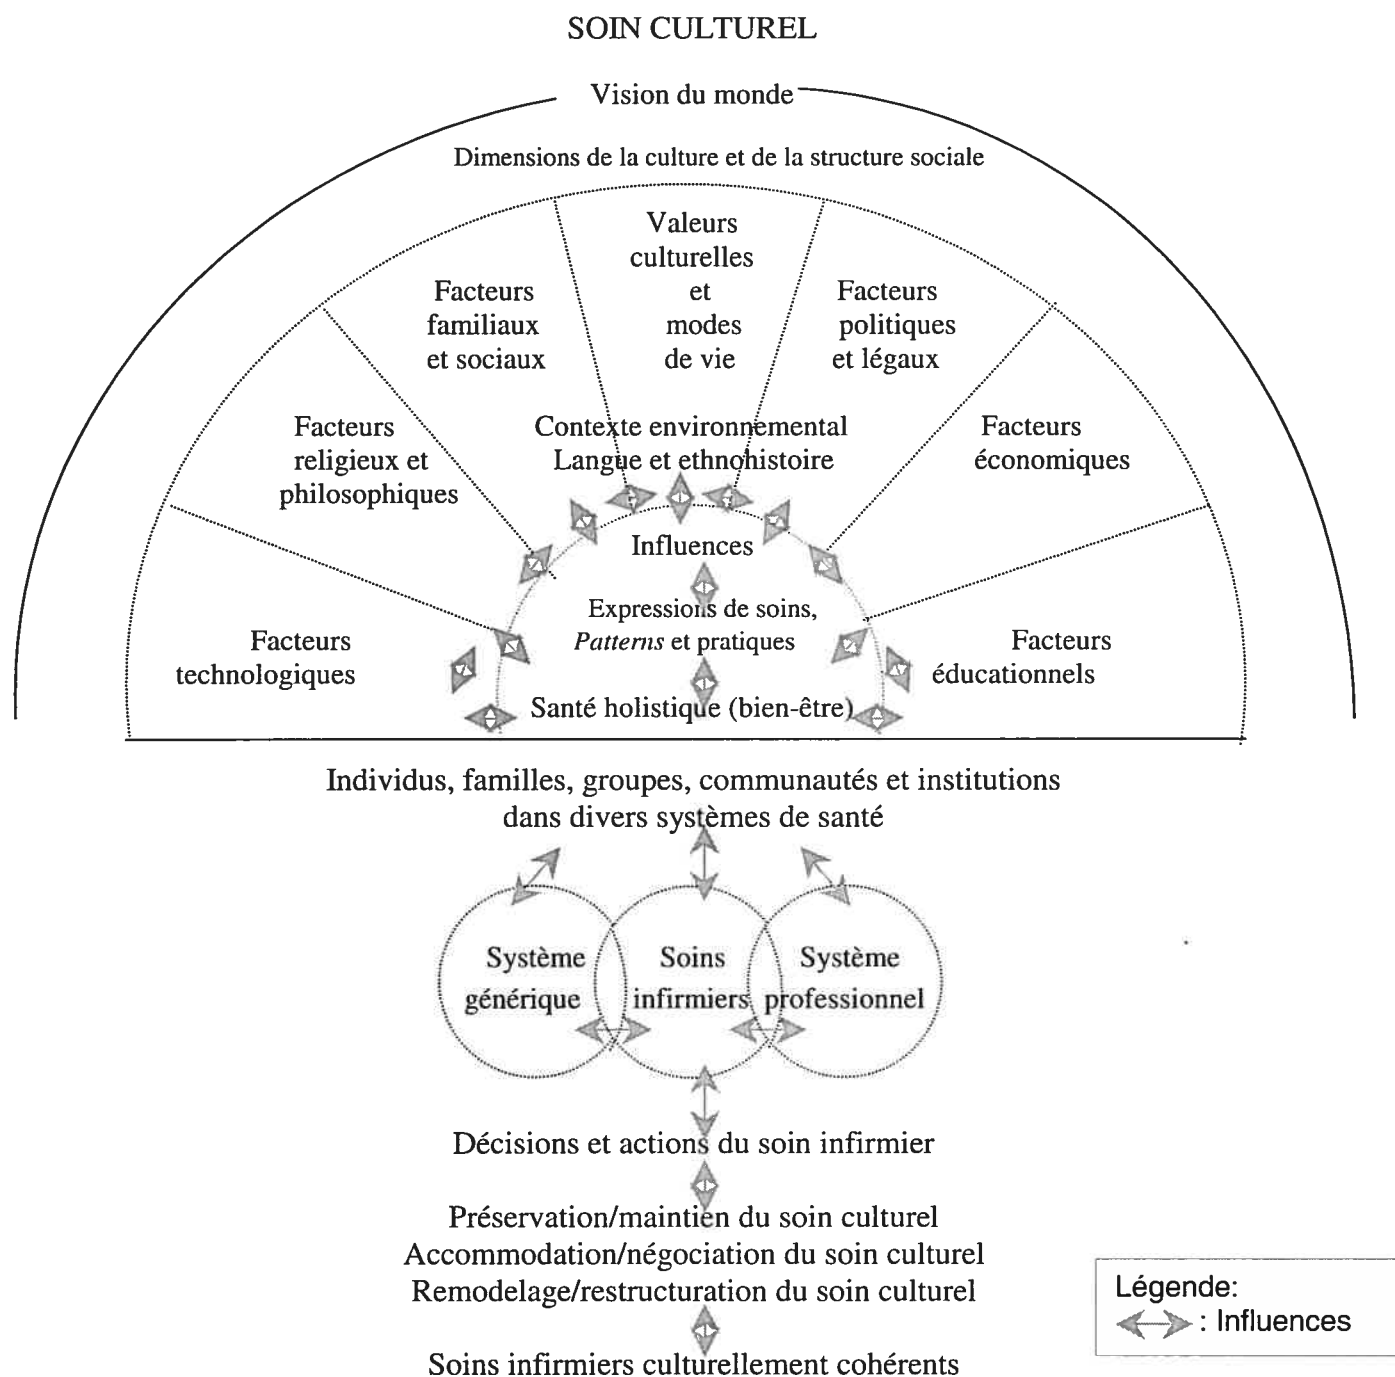 SOIN CULTUREL
Vision du monde
Dimensions de la culture et de la structure sociale
Valeurs
culturelles
et
modes
de vie
Facteurs
familiaux
et sociaux
Facteurs
politiques
et légaux
Facteurs
religieux et
philosophiques
Contexte environnemental
Langue et ethnohistoire
Facteurs
économiques
Influences
Expressions de soins,
Patterns et pratiques
Facteurs
technologiques
Facteurs
éducationnels
Santé holistique (bien-être)
Individus, familles, groupes, communautés et institutions
dans divers systèmes de santé
Système
générique
Soins
infirmiers
Système
professionnel
Décisions et actions du soin infirmier
Préservation/maintien du soin culturel
Accommodation/négociation du soin culturel
Remodelage/restructuration du soin culturel
Soins infirmiers culturellement cohérents
Légende:
: Influences